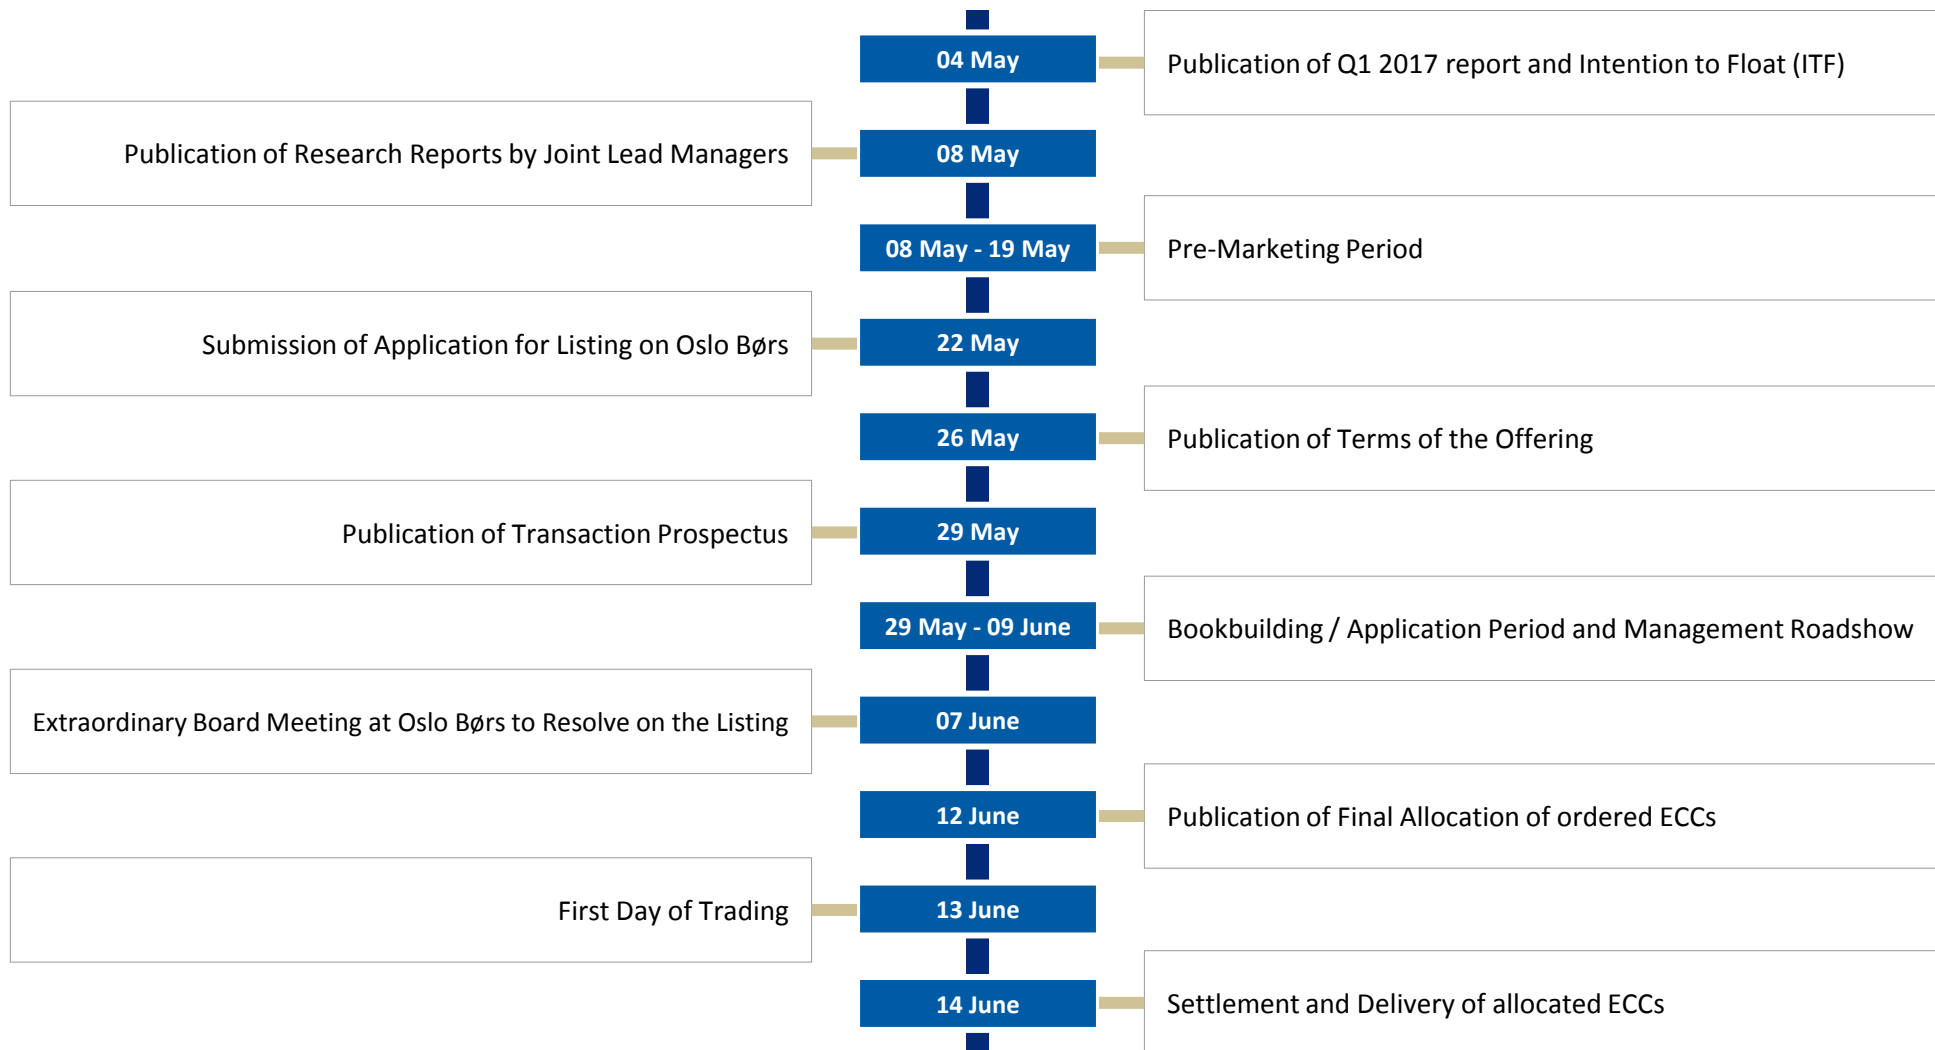 04 May
Publication of Q1 2017 report and Intention to Float (ITF)
Publication of Research Reports by Joint Lead Managers
08 May
08 May - 19 May
Pre-Marketing Period
Submission of Application for Listing on Oslo Børs
22 May
26 May
Publication of Terms of the Offering
Publication of Transaction Prospectus
29 May
29 May - 09 June
Bookbuilding / Application Period and Management Roadshow
Extraordinary Board Meeting at Oslo Børs to Resolve on the Listing
07 June
12 June
Publication of Final Allocation of ordered ECCs
First Day of Trading
13 June
14 June
Settlement and Delivery of allocated ECCs